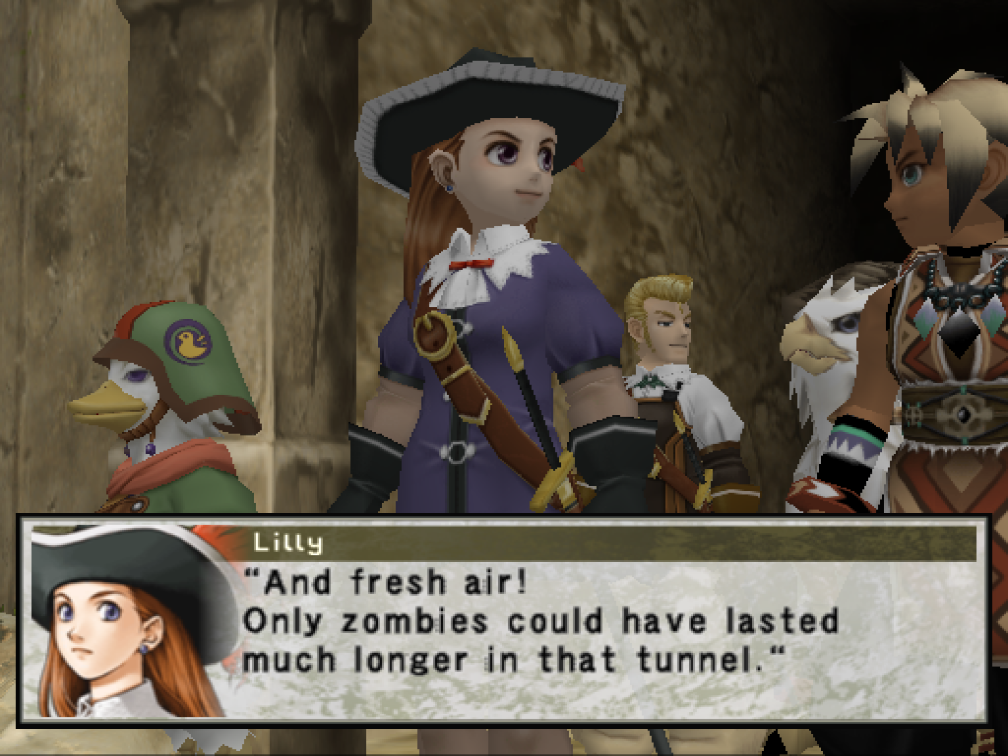 Lilly
“And fresh air!
Only zombies could have lasted
much longer in that tunnel.“